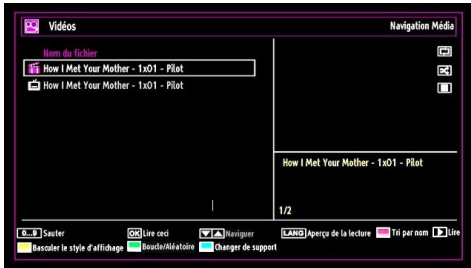 Vidéos
Navigation Média
Nom du fichier
How I Met Your Mother - 1x01 - Pilot
How I Met Your Mother - 1x01 - Pilot
How I Met Your Mother - 1x01 - Pilot
1/2
0...9 Sauter
OK Lire ceci
Naviguer
LANG Aperçu de la lecture
Tri par nom
Lire
Basculer le style d'affichage
Boucle/Aléatoire
Changer de support